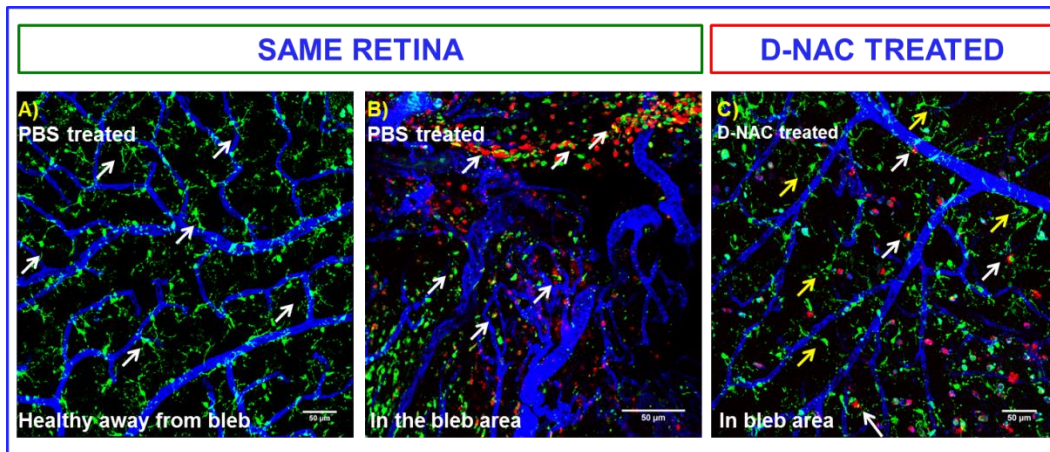 SAME RETINA
D-NAC TREATED
A)
PBS treated
Healthy away from bleb
50 µm
B)
PBS treated
In the bleb area
50 µm
C)
D-NAC treated
In bleb area
50 µm